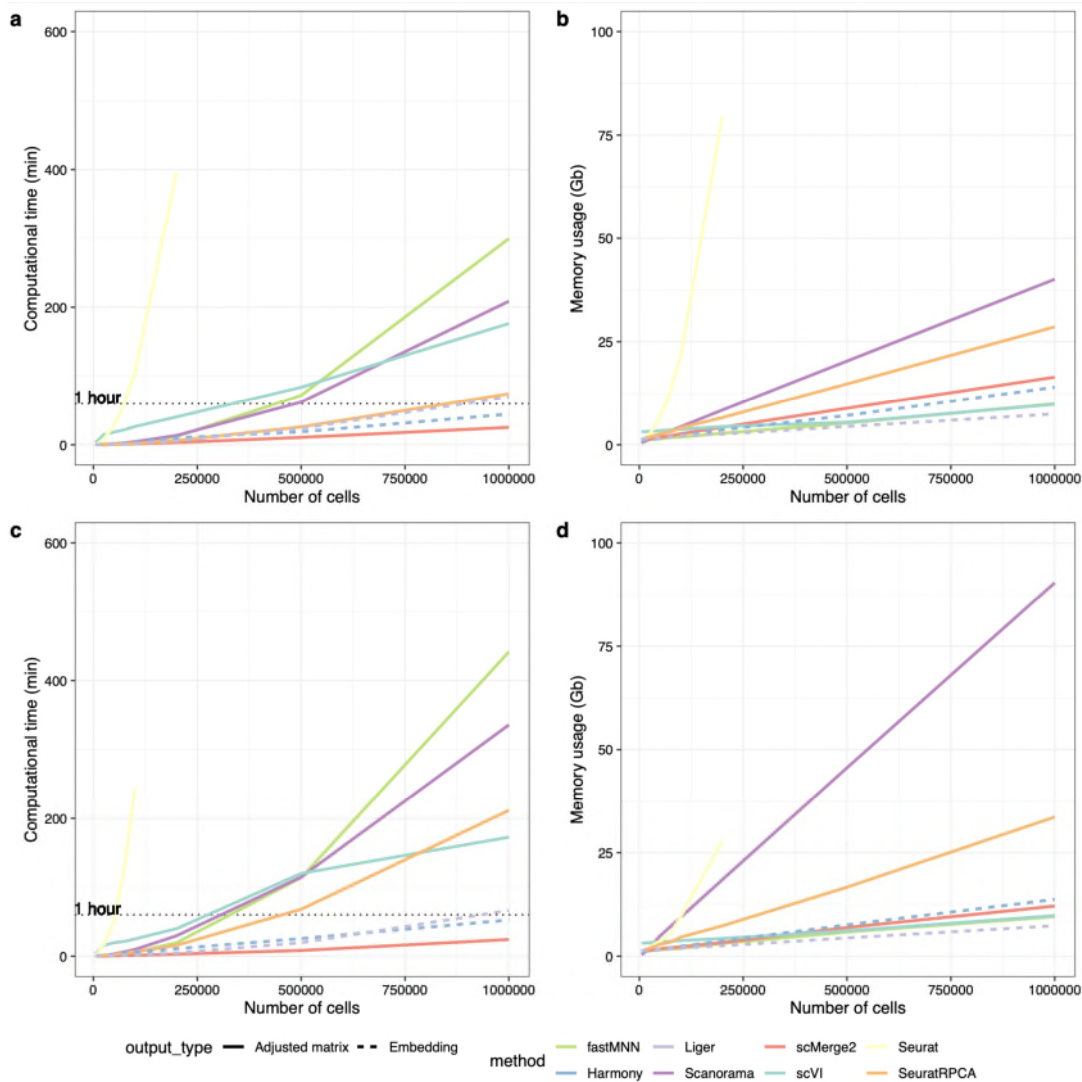 a
600
400
200
0
Computational time (min)
1 hour
0 250000 500000 750000 1000000
Number of cells
b
100
75
50
25
0
Memory usage (Gb)
0 250000 500000 750000 1000000
Number of cells
c
600
400
200
0
Computational time (min)
1 hour
0 250000 500000 750000 1000000
Number of cells
d
100
75
50
25
0
Memory usage (Gb)
0 250000 500000 750000 1000000
Number of cells
output_type Adjusted matrix Embedding
method
fastMNN Liger scMerge2 Seurat
Harmony Scanorama scVI SeuratRPCA